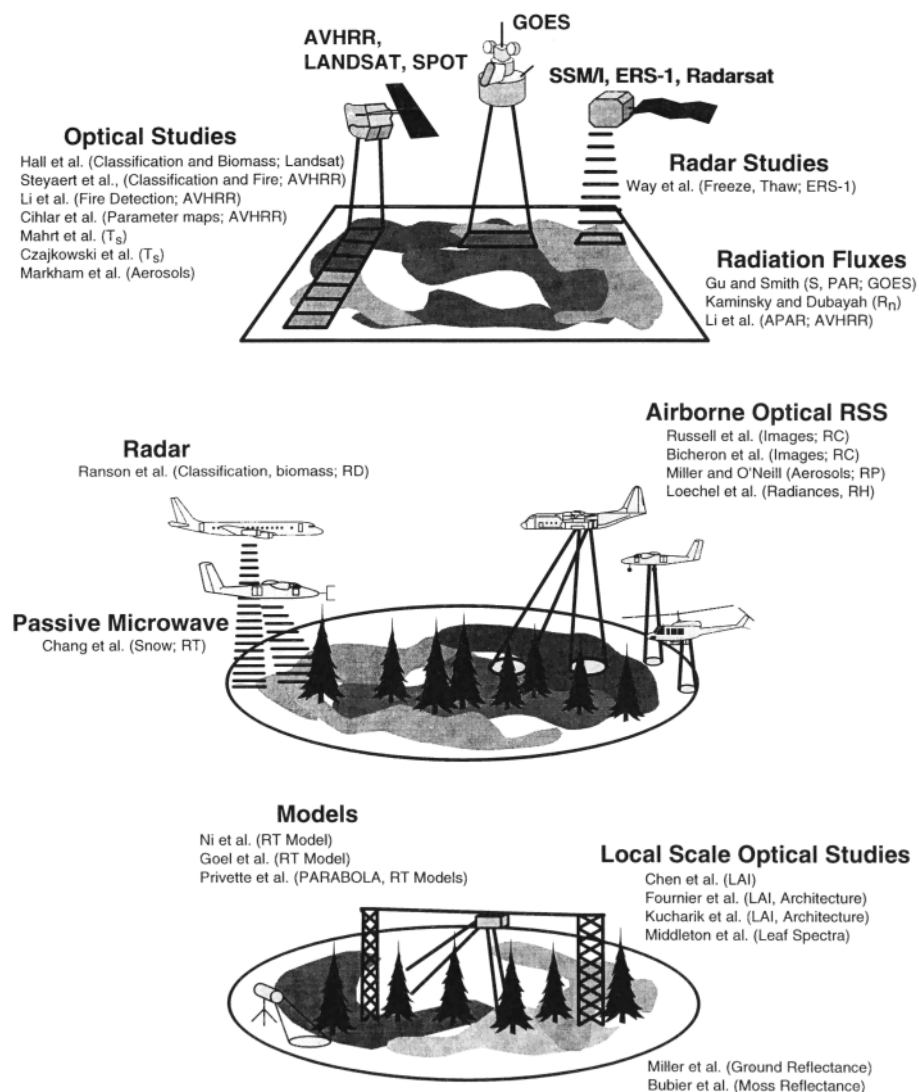 GOES
AVHRR,
LANDSAT, SPOT
SSM/I, ERS-1, Radarsat
Optical Studies
Hall et al. (Classification and Biomass; Landsat)
Steyaert et al., (Classification and Fire; AVHRR)
Li et al. (Fire Detection; AVHRR)
Cihlar et al. (Parameter maps; AVHRR)
Mahrt et al. (Ts)
Czajkowski et al. (Ts)
Markham et al. (Aerosols)
Radar Studies
Way et al. (Freeze, Thaw; ERS-1)
Radiation Fluxes
Gu and Smith (S, PAR; GOES)
Kaminsky and Dubayah (Rn)
Li et al. (APAR; AVHRR)
Airborne Optical RSS
Russell et al. (Images; RC)
Bicheron et al. (Images; RC)
Miller and O'Neill (Aerosols; RP)
Loechel et al. (Radiances, RH)
Radar
Ranson et al. (Classification, biomass; RD)
Passive Microwave
Chang et al. (Snow; RT)
Models
Ni et al. (RT Model)
Goel et al. (RT Model)
Privette et al. (PARABOLA, RT Models)
Local Scale Optical Studies
Chen et al. (LAI)
Fournier et al. (LAI, Architecture)
Kucharik et al. (LAI, Architecture)
Middleton et al. (Leaf Spectra)
Miller et al. (Ground Reflectance)
Bubier et al. (Moss Reflectance)